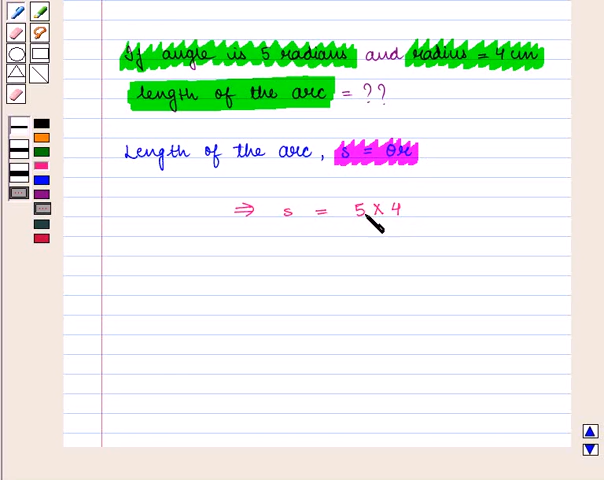 If angle is 5 radians and radius = 4 cm
length of the arc = ??
Length of the arc, s = θr
⇒ s = 5 × 4